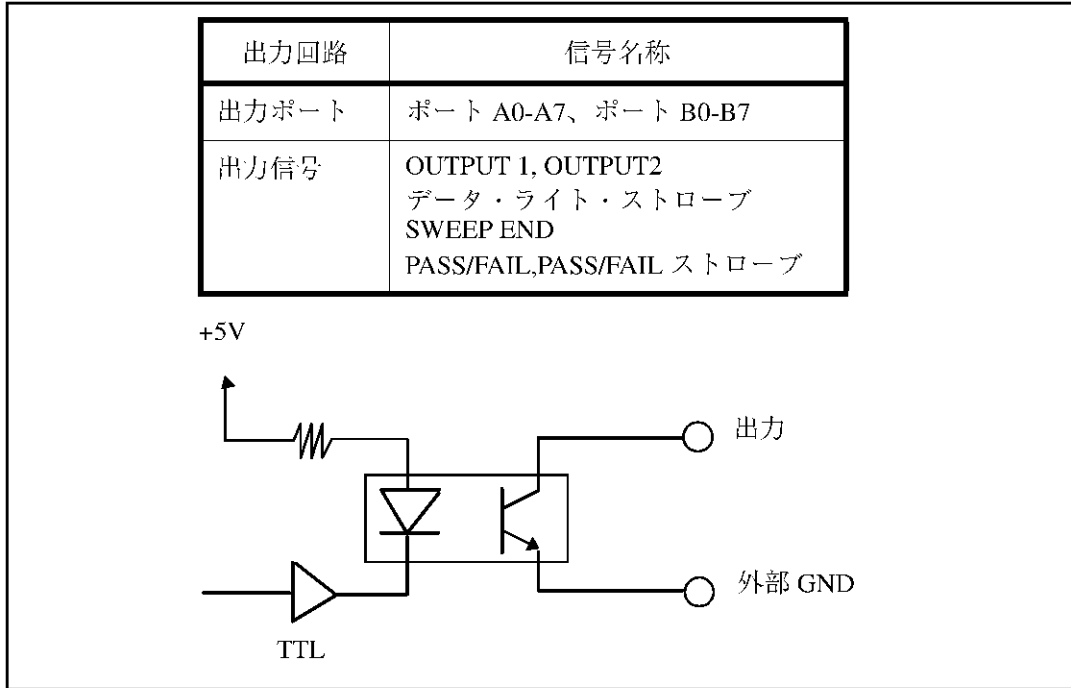 出力回路 信号名称
出力ポート ポート A0-A7、ポート B0-B7
出力信号 OUTPUT 1, OUTPUT2
データ・ライト・ストローブ
SWEEP END
PASS/FAIL,PASS/FAIL ストローブ
+5V
出力
外部 GND
TTL